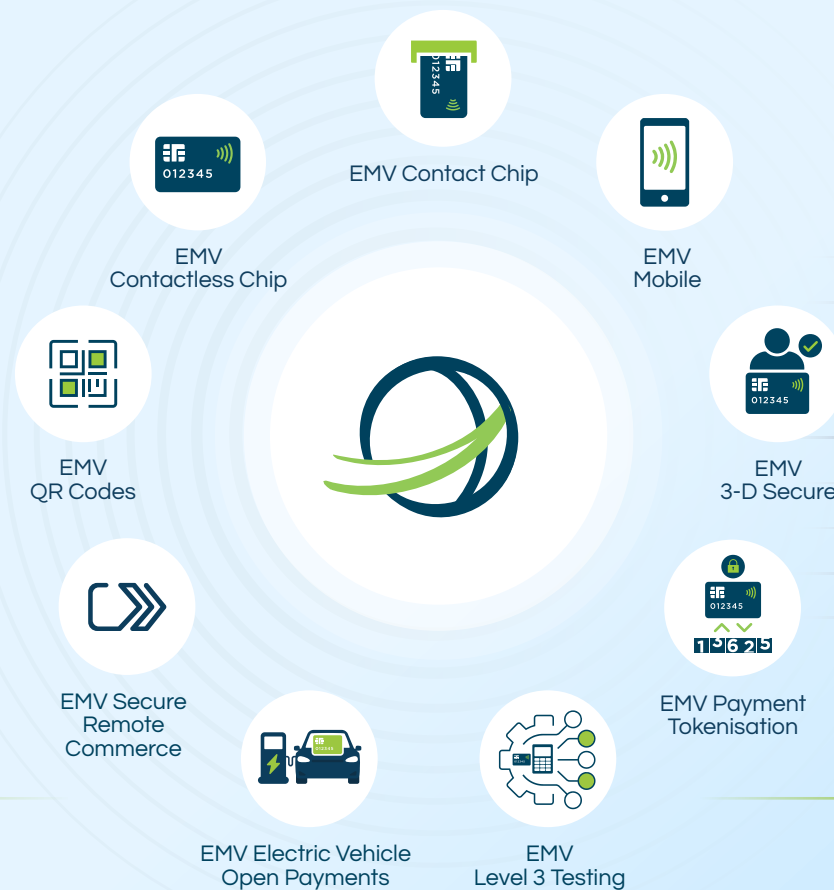 012345
EMV Contact Chip
012345
EMV
Contactless Chip
EMV
Mobile
EMV
QR Codes
012345
EMV
3-D Secure
EMV Secure
Remote
Commerce
012345
13625
EMV Payment
Tokenisation
012345
EMV Electric Vehicle
Open Payments
EMV
Level 3 Testing